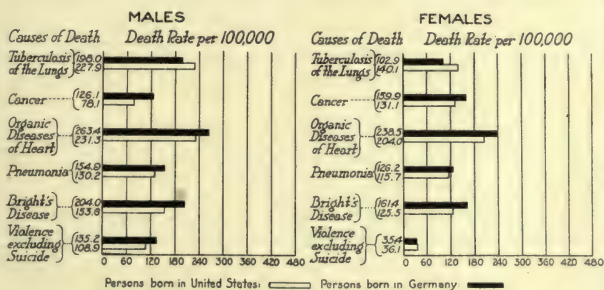 MALES
Causes of Death Death Rate per 100,000
Tuberculosis 198.0
of the Lungs 227.9
Cancer 126.1
78.1
Organic 263.4
Diseases
of Heart 231.3
Pneumonia 154.9
130.2
Bright's 204.0
Disease 153.8
Violence 135.2
excluding
Suicide 108.9
0 60 120 180 240 300 360 420 480
FEMALES
Causes of Death Death Rate per 100,000
Tuberculosis 102.9
of the Lungs 140.1
Cancer 159.9
131.1
Organic 238.5
Diseases
of Heart 204.0
Pneumonia 126.2
115.7
Bright's 161.4
Disease 125.5
Violence 35.4
excluding
Suicide 36.1
0 60 120 180 240 300 360 420 480
Persons born in United States: Persons born in Germany